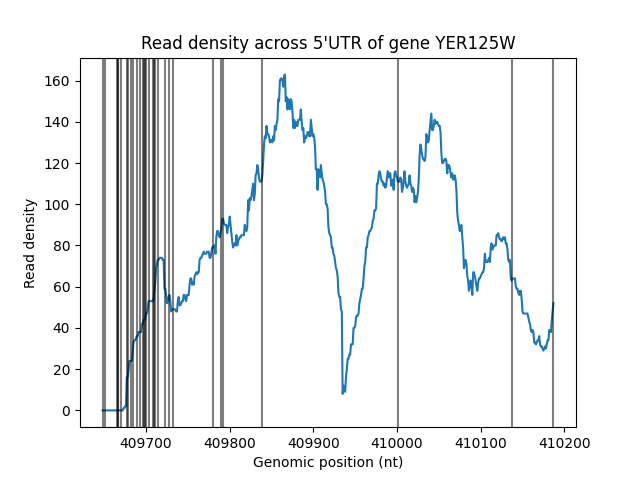 Read density across 5'UTR of gene YER125W
Read density
160
140
120
100
80
60
40
20
0
409700 409800 409900 410000 410100 410200
Genomic position (nt)